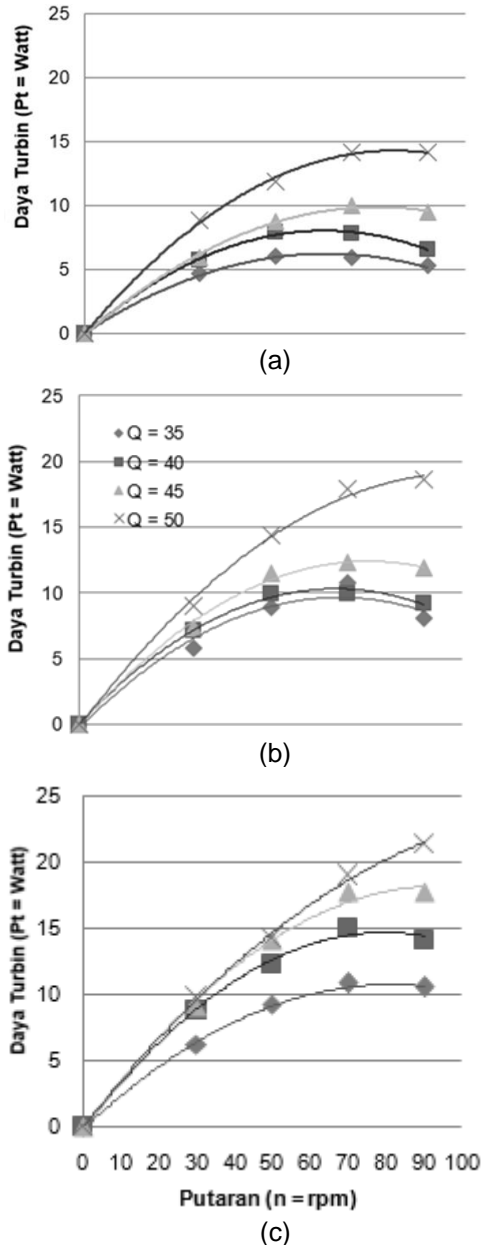 25
20
15
10
5
0
Daya Turbin (Pt = Watt)
(a)
25
20
15
10
5
0
Daya Turbin (Pt = Watt)
Q = 35
Q = 40
Q = 45
Q = 50
(b)
25
20
15
10
5
0
Daya Turbin (Pt = Watt)
0 10 20 30 40 50 60 70 80 90 100
Putaran (n = rpm)
(c)